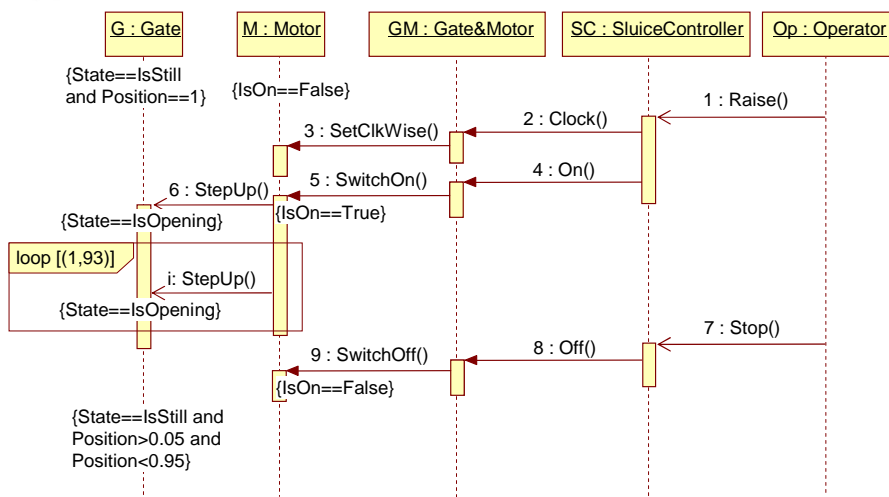 G : Gate
M : Motor
GM : Gate&Motor
SC : SluiceController
Op : Operator
{State==IsStill
and Position==1}
{IsOn==False}
1 : Raise()
2 : Clock()
3 : SetClkWise()
4 : On()
5 : SwitchOn()
6 : StepUp()
{State==IsOpening}
{IsOn==True}
loop [(1,93)]
i: StepUp()
{State==IsOpening}
7 : Stop()
8 : Off()
9 : SwitchOff()
{IsOn==False}
{State==IsStill and
Position>0.05 and
Position<0.95}